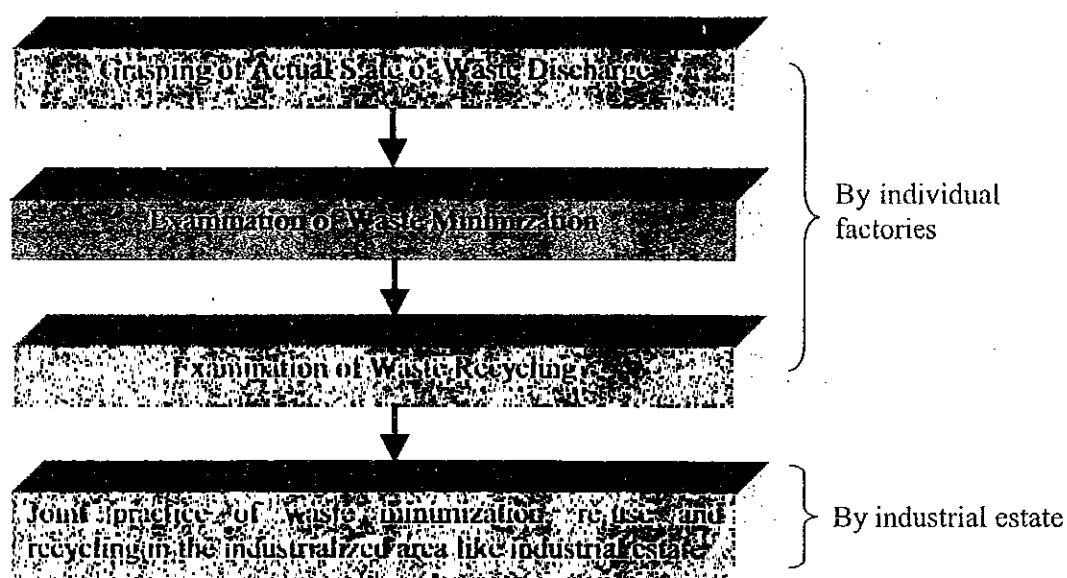 Grasping of Actual State of Waste Discharge
Examination of Waste Minimization
By individual
factories
Examination of Waste Recycling
Joint practice of waste minimization, re-use and
recycling in the industrialized area like industrial estate
By industrial estate